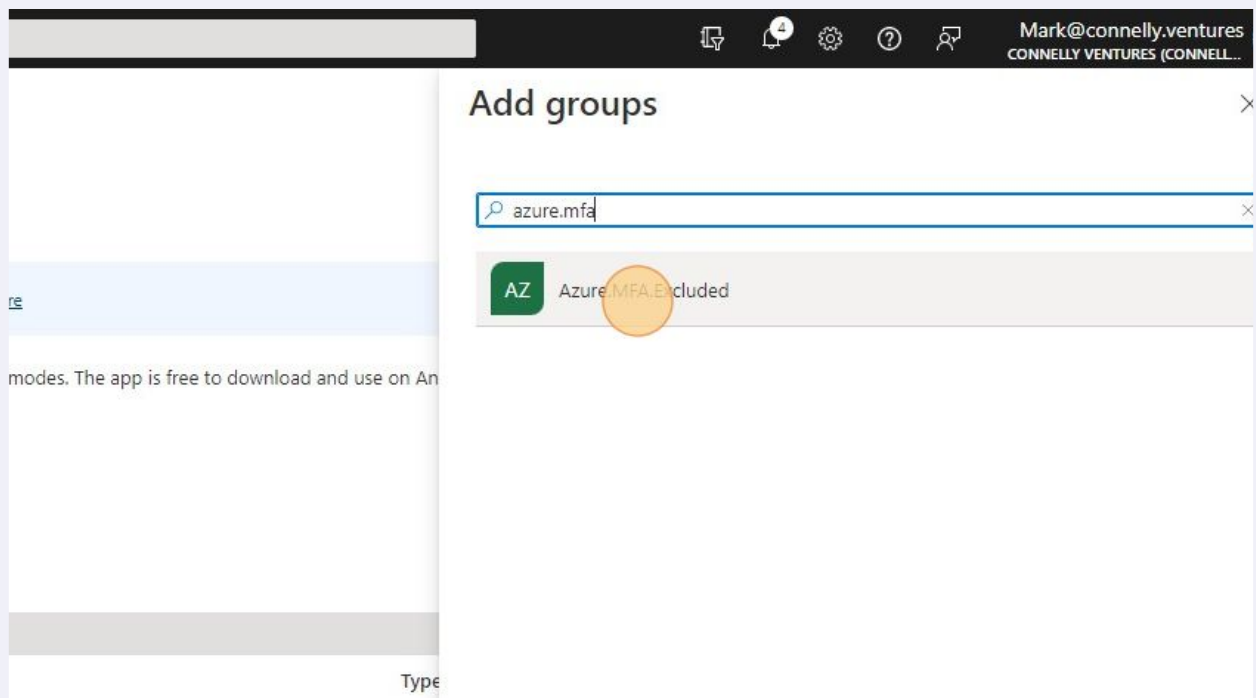 4
Mark@connelly.ventures
CONNELLY VENTURES (CONNELL...
Add groups
azure.mfa
AZ Azure.MFA.Excluded
re
modes. The app is free to download and use on An
Type